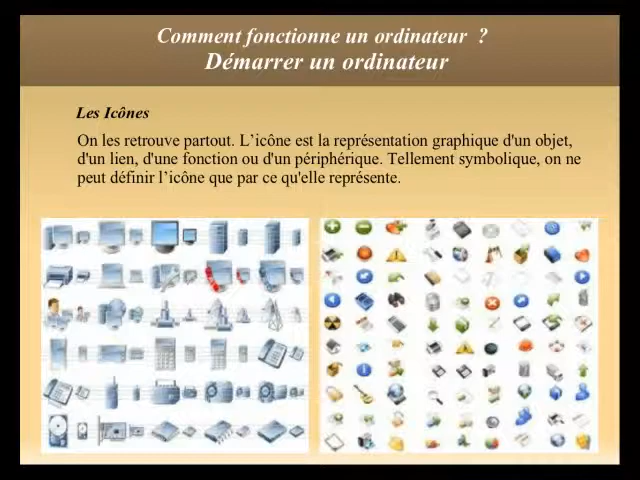 Comment fonctionne un ordinateur ?
Démarrer un ordinateur
Les Icônes
On les retrouve partout. L’icône est la représentation graphique d'un objet,
d'un lien, d'une fonction ou d'un périphérique. Tellement symbolique, on ne
peut définir l’icône que par ce qu'elle représente.